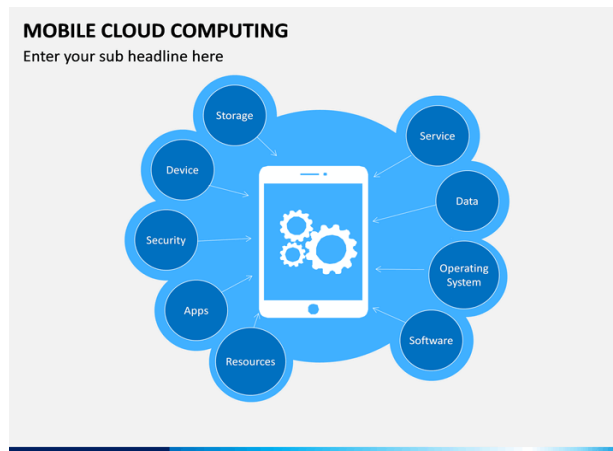 MOBILE CLOUD COMPUTING
Enter your sub headline here
Storage
Device
Security
Apps
Resources
Service
Data
Operating
System
Software